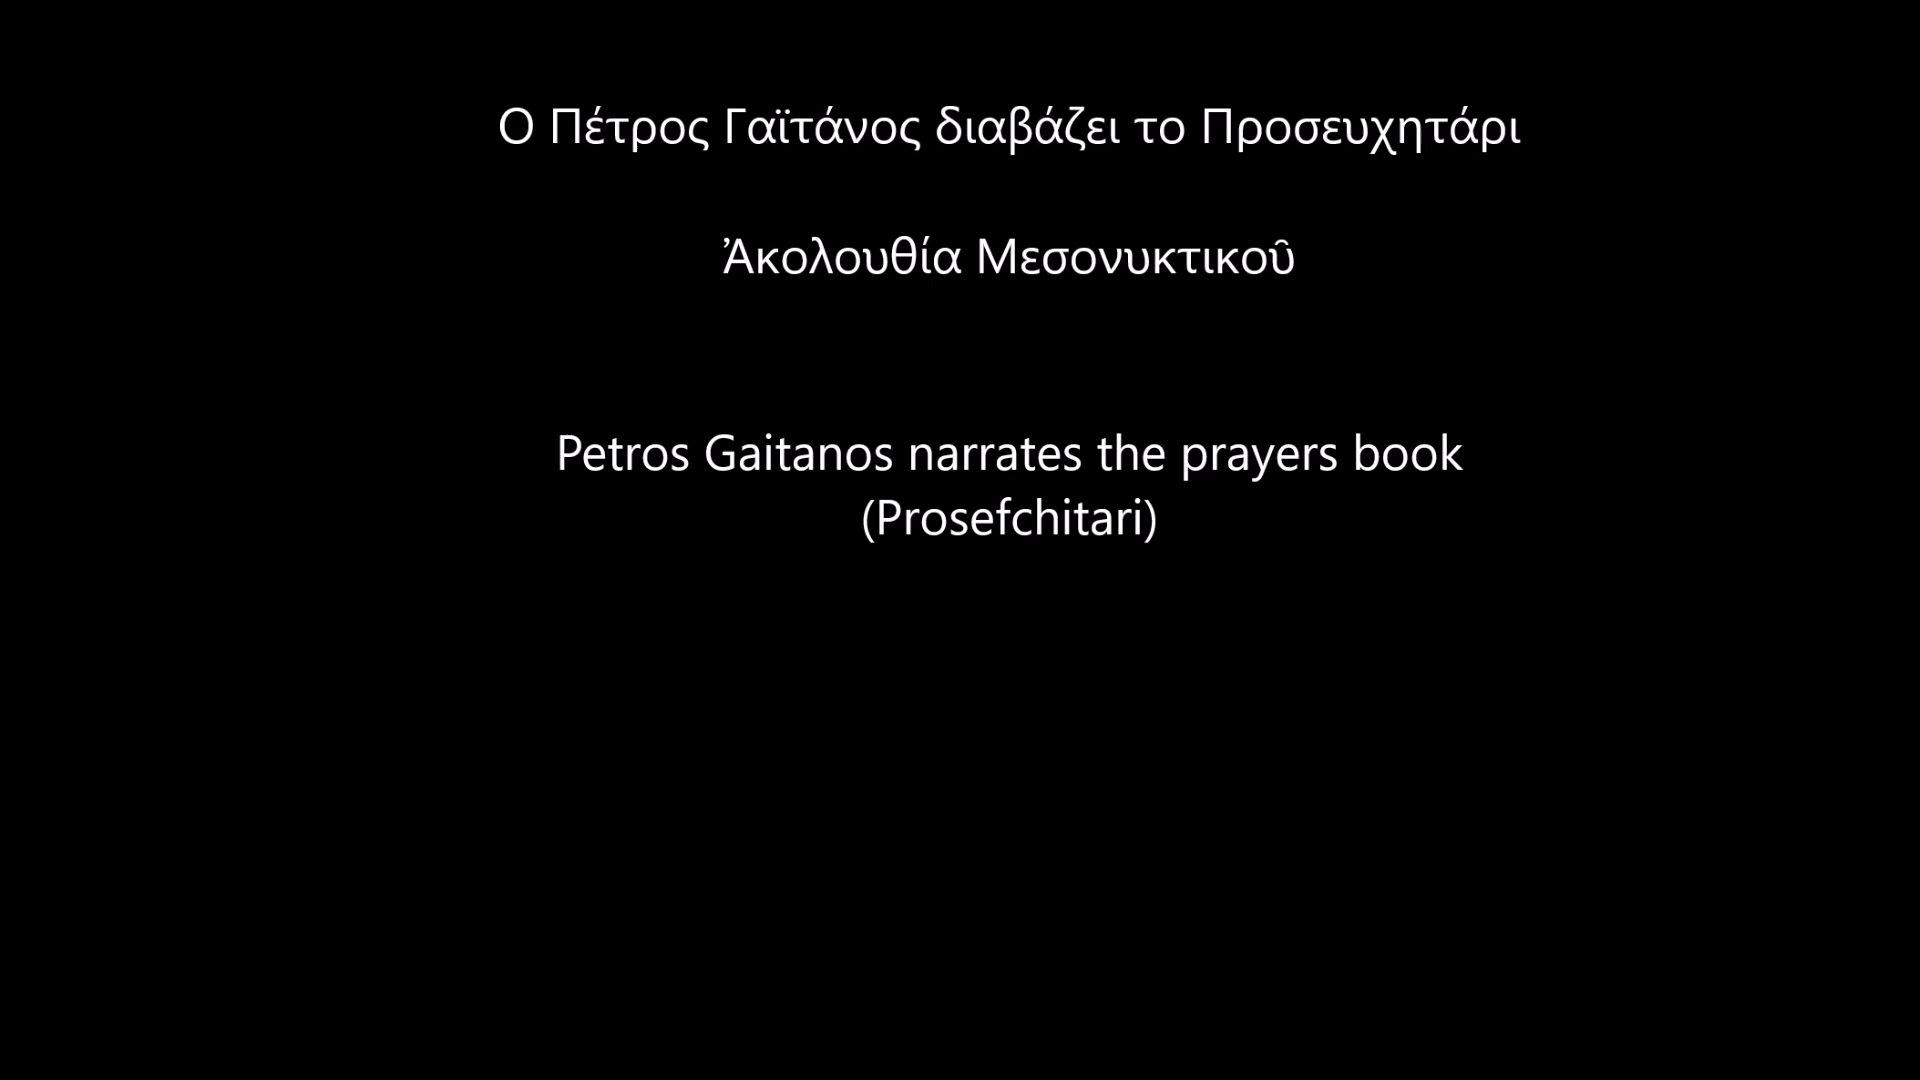 Ο Πέτρος Γαϊτάνος διαβάζει το Προσευχητάρι
Ἀκολουθία Μεσονυκτικοῦ
Petros Gaitanos narrates the prayers book
(Prosefchitari)